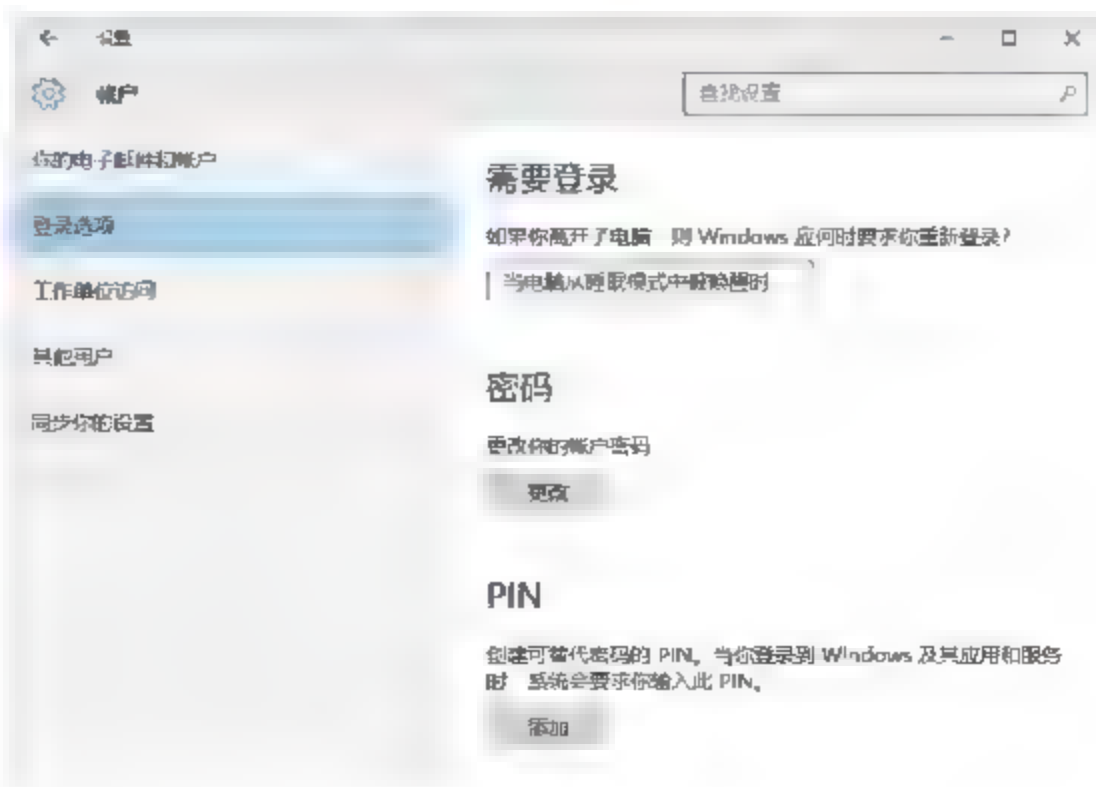 设置
帐户
查找设置
你的电子邮件和帐户
登录选项
工作单位访问
其他用户
同步你的设置
需要登录
如果你离开了电脑 则 Windows 应何时要求你重新登录?
当电脑从睡眠模式中被唤醒时
密码
更改你的帐户密码
更改
PIN
创建可替代密码的 PIN。当你登录到 Windows 及其应用和服务
时 系统会要求你输入此 PIN。
添加